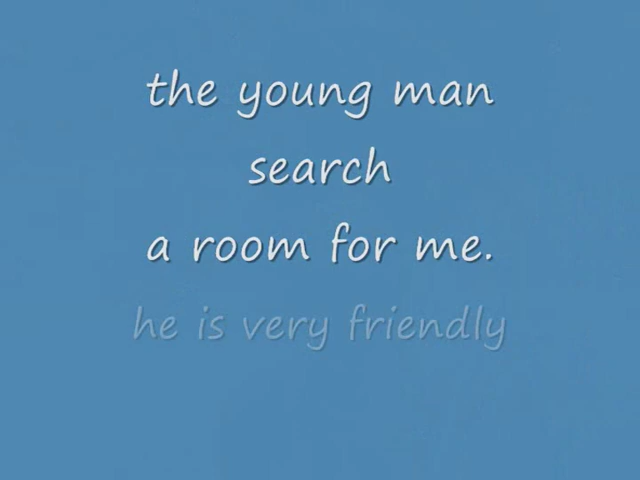 the young man
search
a room for me.
he is very friendly